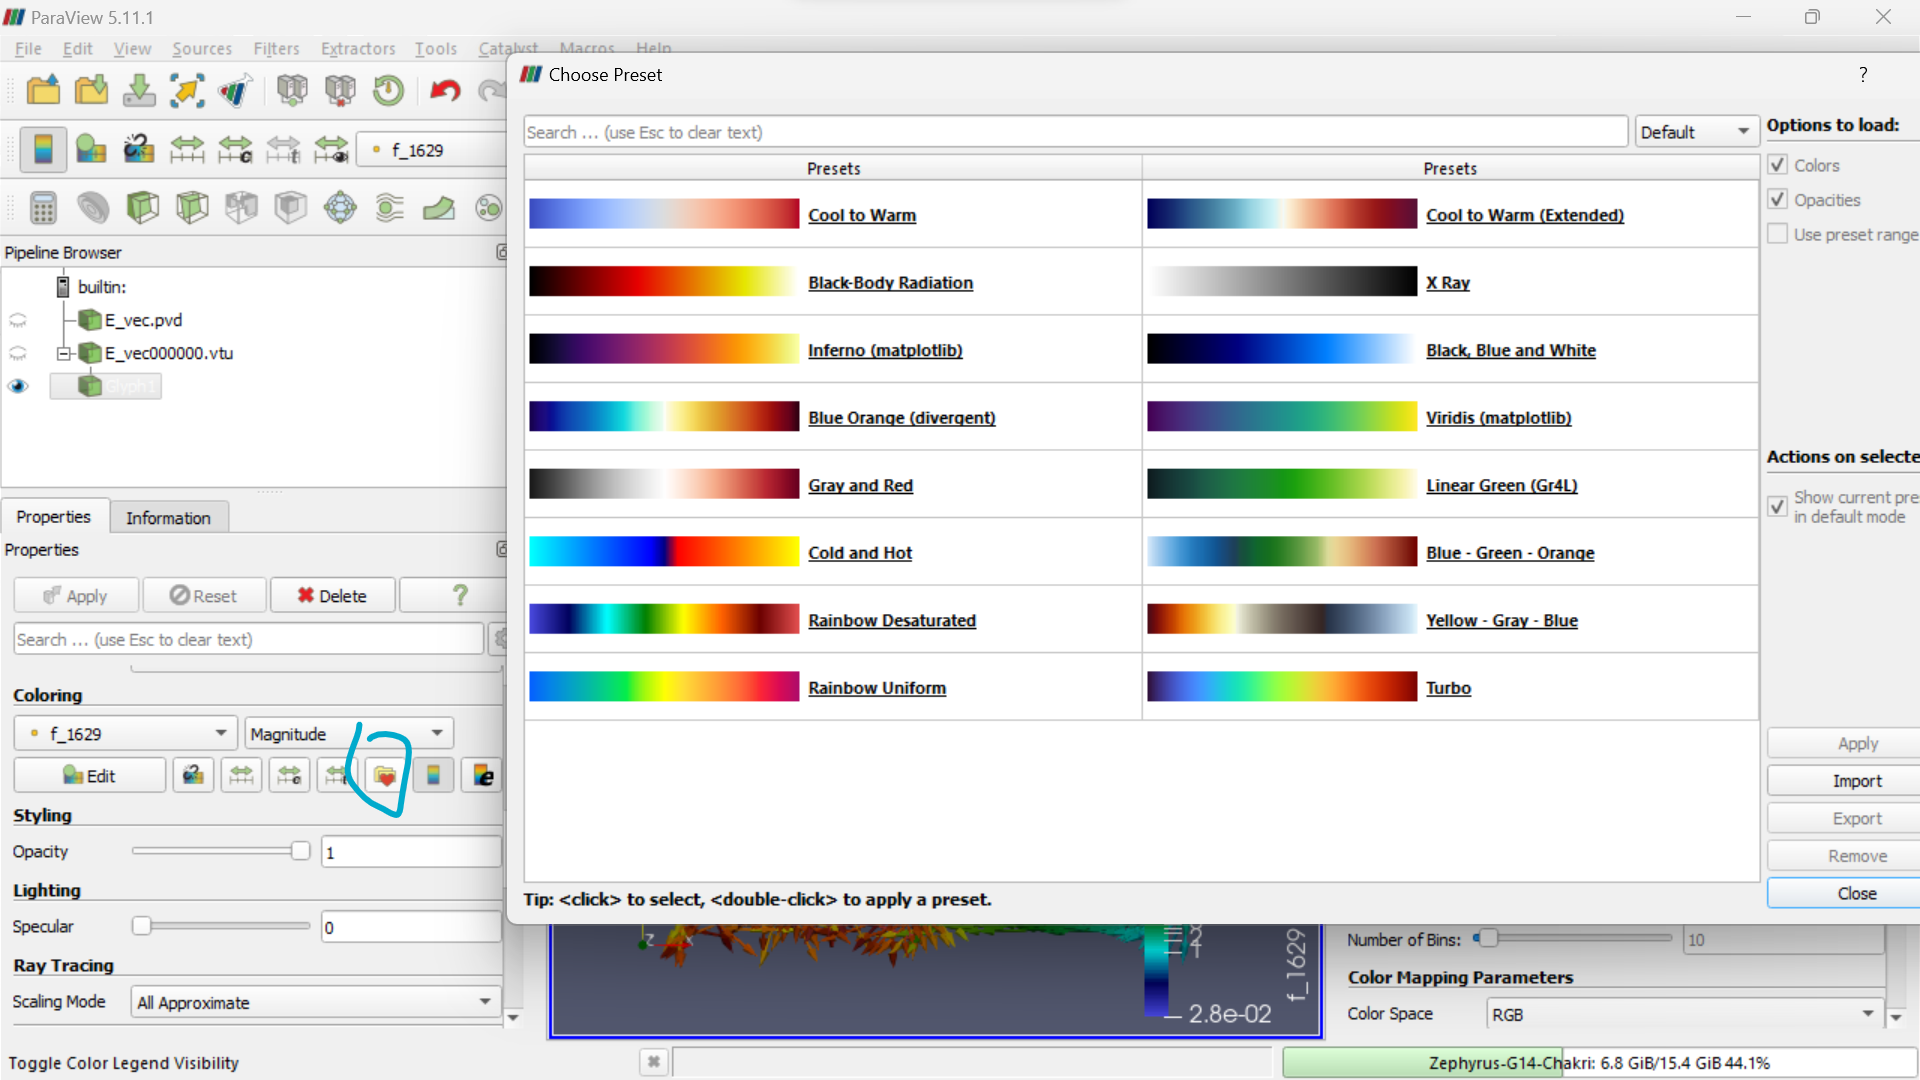 ParaView 5.11.1
File Edit View Sources Filters Extractors Tools Catalyst Macros Help
Choose Preset
?
Search ... (use Esc to clear text)
Default
Options to load:
f_1629
Presets
Presets
Colors
Opacities
Use preset range
Cool to Warm
Cool to Warm (Extended)
Pipeline Browser
builtin:
E_vec.pvd
E_vec000000.vtu
Glyph1
Black-Body Radiation
X Ray
Inferno (matplotlib)
Black, Blue and White
Blue Orange (divergent)
Viridis (matplotlib)
Gray and Red
Linear Green (Gr4L)
Cold and Hot
Blue - Green - Orange
Rainbow Desaturated
Yellow - Gray - Blue
Rainbow Uniform
Turbo
Actions on selecte
Show current pre
in default mode
Apply
Import
Export
Remove
Close
Tip: <click> to select, <double-click> to apply a preset.
Properties
Information
Properties
Apply
Reset
Delete
?
Search ... (use Esc to clear text)
Coloring
f_1629
Magnitude
Edit
Styling
Opacity
1
Lighting
Specular
0
Ray Tracing
Scaling Mode
All Approximate
Z
X
f_1629
2.8e-02
Number of Bins:
10
Color Mapping Parameters
Color Space
RGB
Toggle Color Legend Visibility
Zephyrus-G14-Chakri: 6.8 GiB/15.4 GiB 44.1%